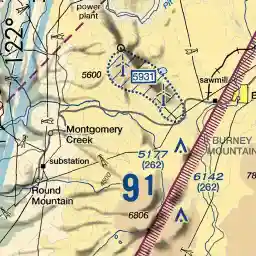 power
plant
122°
Pit
5600
5931
sawmill
Montgomery
Creek
5177
(262)
BURNEY
MOUNTAIN
substation
91
6142
(262)
Round
Mountain
6806